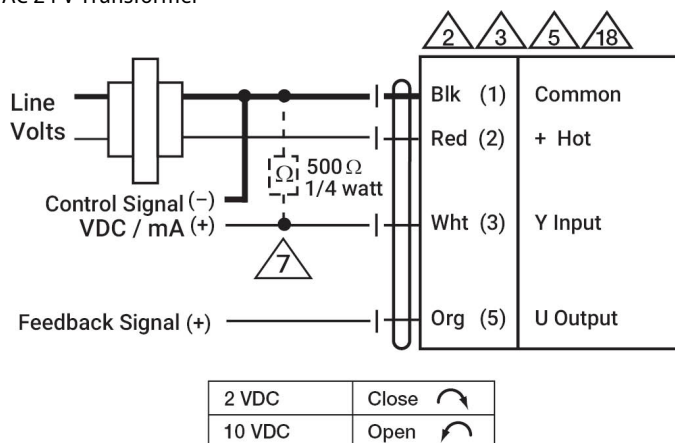 AC 24 V Transformer
2 3 5 18
Line
Volts
Blk (1) Common
Red (2) + Hot
Ω 500 Ω
1/4 watt
Control Signal (−)
VDC / mA (+)
Wht (3) Y Input
7
Feedback Signal (+)
Org (5) U Output
2 VDC Close
10 VDC Open